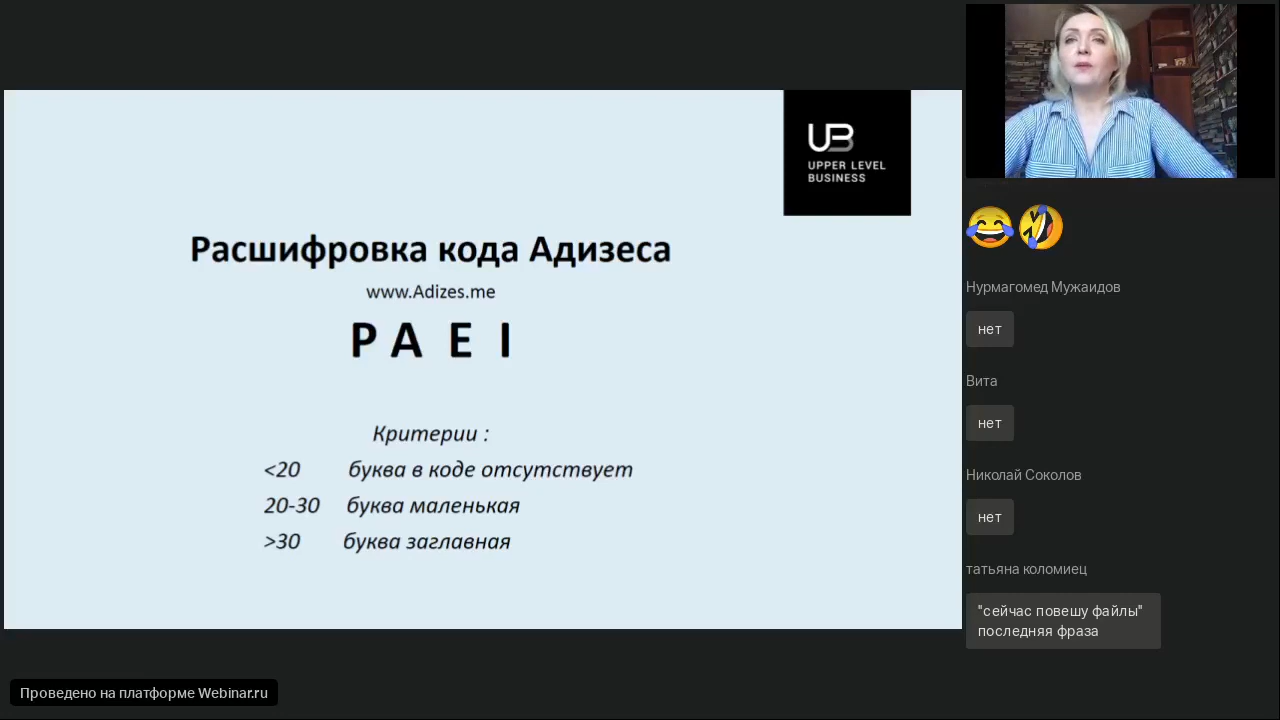 UB
UPPER LEVEL
BUSINESS
Расшифровка кода Адизеса
www.Adizes.me
P A E I
Критерии :
<20 буква в коде отсутствует
20-30 буква маленькая
>30 буква заглавная
Нурмагомед Мужаидов
нет
Вита
нет
Николай Соколов
нет
татьяна коломиец
"сейчас повешу файлы"
последняя фраза
Проведено на платформе Webinar.ru